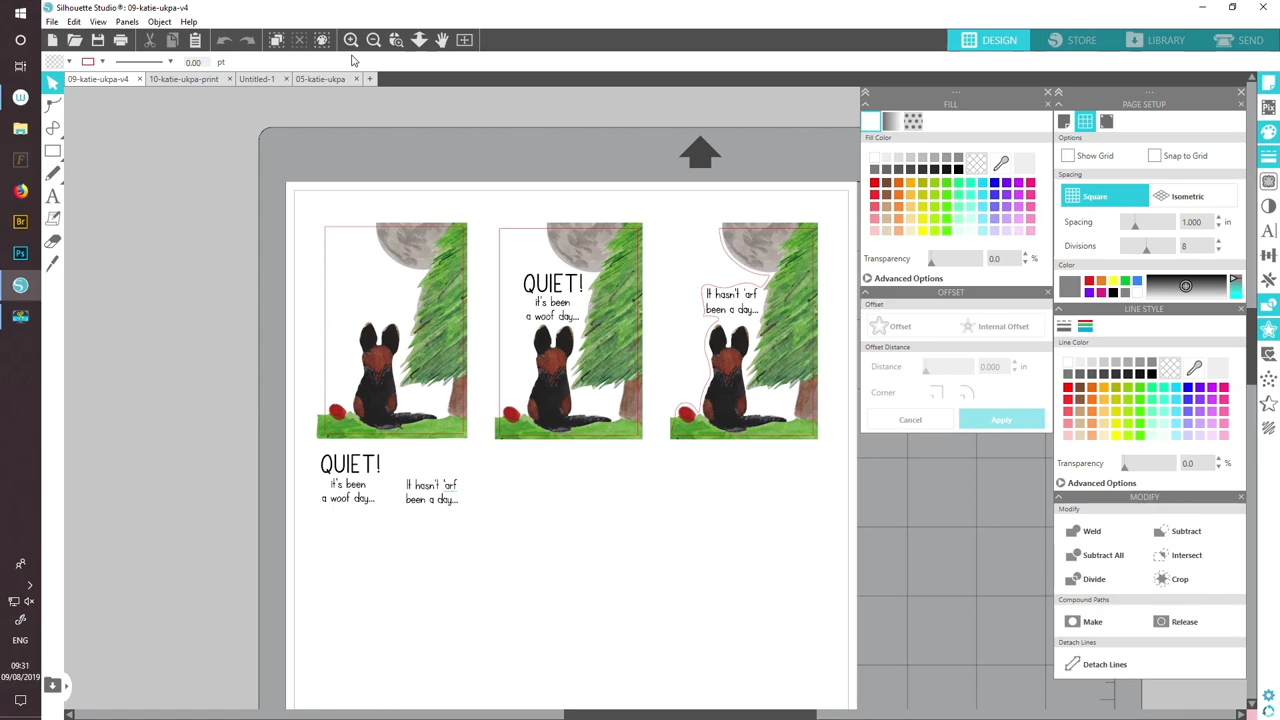 Silhouette Studio®: 09-katie-ukpa-v4
File Edit View Panels Object Help
DESIGN STORE LIBRARY SEND
0.00 pt
09-katie-ukpa-v4 × 10-katie-ukpa-print × Untitled-1 × 05-katie-ukpa × +
FILL
Fill Color
Transparency 0.0 %
Advanced Options
OFFSET
Offset Internal Offset
Offset Distance
Distance 0.000 in
Corner
Cancel Apply
PAGE SETUP
Options
Show Grid Snap to Grid
Spacing
Square Isometric
Spacing 1.000 in
Divisions 8
Color
LINE STYLE
Line Color
Transparency 0.0 %
Advanced Options
MODIFY
Modify
Weld Subtract
Subtract All Intersect
Divide Crop
Compound Paths
Make Release
Detach Lines
Detach Lines
QUIET!
it's been
a woof day...
It hasn't 'arf
been a day...
QUIET!
it's been
a woof day...
It hasn't 'arf
been a day...
Br
Ps
Pix
ENG
09:31
09/08/2019